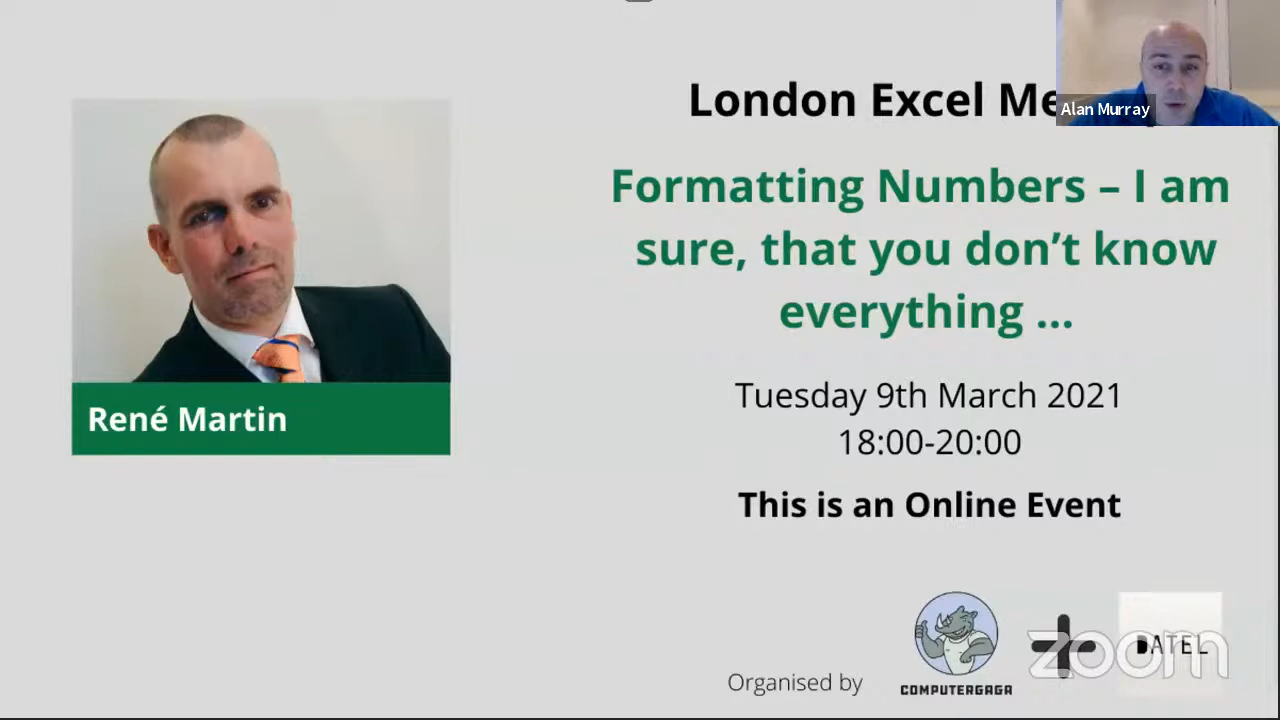 London Excel Me
Alan Murray
Formatting Numbers – I am
sure, that you don’t know
everything ...
René Martin
Tuesday 9th March 2021
18:00-20:00
This is an Online Event
Organised by
COMPUTERGAGA
DATEL
zoom